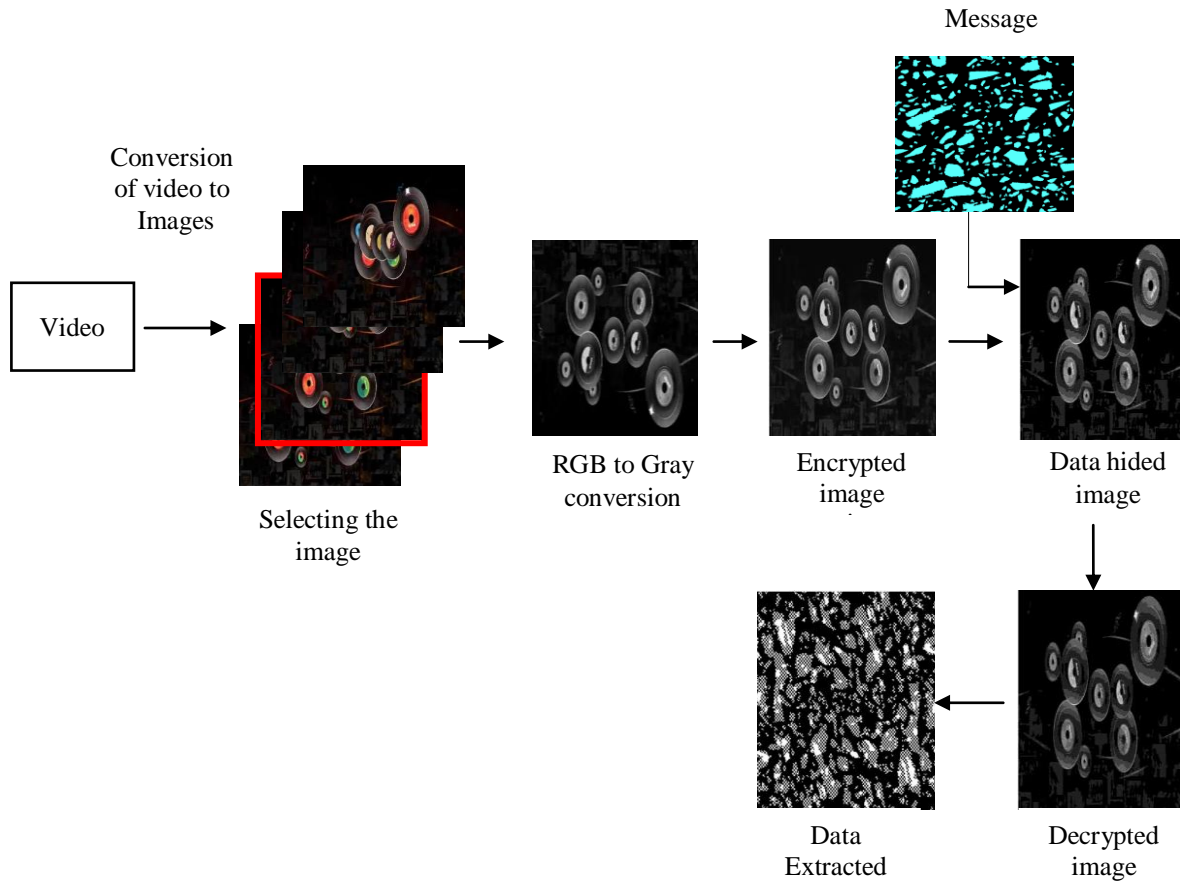 Message
Conversion
of video to
Images
Video
Selecting the
image
RGB to Gray
conversion
Encrypted
image
Data hided
image
Data
Extracted
Decrypted
image